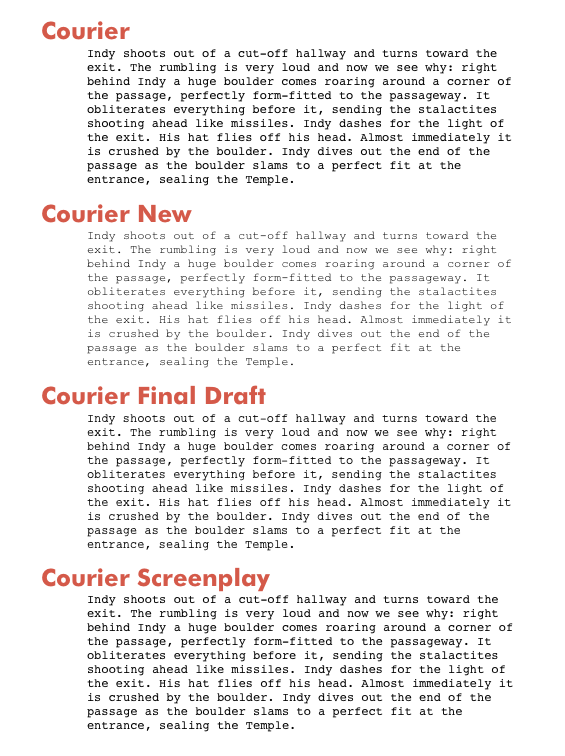 Courier
Indy shoots out of a cut-off hallway and turns toward the
exit. The rumbling is very loud and now we see why: right
behind Indy a huge boulder comes roaring around a corner of
the passage, perfectly form-fitted to the passageway. It
obliterates everything before it, sending the stalactites
shooting ahead like missiles. Indy dashes for the light of
the exit. His hat flies off his head. Almost immediately it
is crushed by the boulder. Indy dives out the end of the
passage as the boulder slams to a perfect fit at the
entrance, sealing the Temple.
Courier New
Indy shoots out of a cut-off hallway and turns toward the
exit. The rumbling is very loud and now we see why: right
behind Indy a huge boulder comes roaring around a corner of
the passage, perfectly form-fitted to the passageway. It
obliterates everything before it, sending the stalactites
shooting ahead like missiles. Indy dashes for the light of
the exit. His hat flies off his head. Almost immediately it
is crushed by the boulder. Indy dives out the end of the
passage as the boulder slams to a perfect fit at the
entrance, sealing the Temple.
Courier Final Draft
Indy shoots out of a cut-off hallway and turns toward the
exit. The rumbling is very loud and now we see why: right
behind Indy a huge boulder comes roaring around a corner of
the passage, perfectly form-fitted to the passageway. It
obliterates everything before it, sending the stalactites
shooting ahead like missiles. Indy dashes for the light of
the exit. His hat flies off his head. Almost immediately it
is crushed by the boulder. Indy dives out the end of the
passage as the boulder slams to a perfect fit at the
entrance, sealing the Temple.
Courier Screenplay
Indy shoots out of a cut-off hallway and turns toward the
exit. The rumbling is very loud and now we see why: right
behind Indy a huge boulder comes roaring around a corner of
the passage, perfectly form-fitted to the passageway. It
obliterates everything before it, sending the stalactites
shooting ahead like missiles. Indy dashes for the light of
the exit. His hat flies off his head. Almost immediately it
is crushed by the boulder. Indy dives out the end of the
passage as the boulder slams to a perfect fit at the
entrance, sealing the Temple.